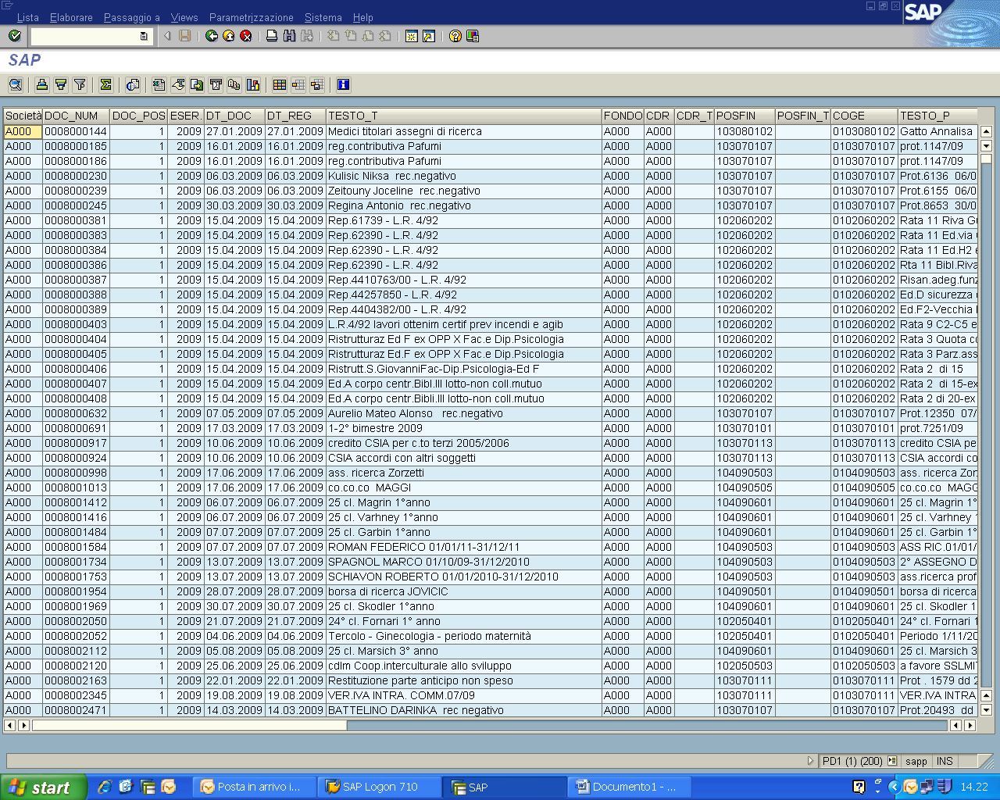 Lista Elaborare Passaggio a Views Parametrizzazione Sistema Help
SAP
SAP
Società DOC_NUM DOC_POS ESER. DT_DOC DT_REG TESTO_T FONDO CDR CDR_T POSFIN POSFIN_T COGE TESTO_P
A000 0008000144 1 2009 27.01.2009 27.01.2009 Medici titolari assegni di ricerca A000 A000 103080102 0103080102 Gatto Annalisa
A000 0008000185 1 2009 16.01.2009 16.01.2009 reg.contributiva Pafumi A000 A000 103070107 0103070107 prot.1147/09
A000 0008000186 1 2009 16.01.2009 16.01.2009 reg.contributiva Pafumi A000 A000 103070107 0103070107 prot.1147/09
A000 0008000230 1 2009 06.03.2009 06.03.2009 Kulisic Niksa rec.negativo A000 A000 103070107 0103070107 Prot.6136 06/0
A000 0008000239 1 2009 06.03.2009 06.03.2009 Zeitouny Joceline rec.negativo A000 A000 103070107 0103070107 Prot.6155 06/0
A000 0008000245 1 2009 30.03.2009 30.03.2009 Regina Antonio rec.negativo A000 A000 103070107 0103070107 Prot.8653 30/0
A000 0008000381 1 2009 15.04.2009 15.04.2009 Rep.61739 - L.R. 4/92 A000 A000 102060202 0102060202 Rata 11 Riva G
A000 0008000383 1 2009 15.04.2009 15.04.2009 Rep.62390 - L.R. 4/92 A000 A000 102060202 0102060202 Rata 11 Ed.via
A000 0008000384 1 2009 15.04.2009 15.04.2009 Rep.62390 - L.R. 4/92 A000 A000 102060202 0102060202 Rata 11 Ed.H2 e
A000 0008000386 1 2009 15.04.2009 15.04.2009 Rep.62390 - L.R. 4/92 A000 A000 102060202 0102060202 Rta 11 Bibl.Riva
A000 0008000387 1 2009 15.04.2009 15.04.2009 Rep.4410763/00 - L.R. 4/92 A000 A000 102060202 0102060202 Risan.adeg.funz
A000 0008000388 1 2009 15.04.2009 15.04.2009 Rep.44257850 - L.R. 4/92 A000 A000 102060202 0102060202 Ed.D sicurezza
A000 0008000389 1 2009 15.04.2009 15.04.2009 Rep.4404382/00 - L.R. 4/92 A000 A000 102060202 0102060202 Ed.F2-Vecchia
A000 0008000403 1 2009 15.04.2009 15.04.2009 L.R.4/92 lavori ottenim certif prev incendi e agib A000 A000 102060202 0102060202 Rata 9 C2-C5 e
A000 0008000404 1 2009 15.04.2009 15.04.2009 Ristrutturaz Ed F ex OPP X Fac.e Dip.Psicologia A000 A000 102060202 0102060202 Rata 3 Quota co
A000 0008000405 1 2009 15.04.2009 15.04.2009 Ristrutturaz Ed.F ex OPP X Fac.e Dip.Psicologia A000 A000 102060202 0102060202 Rata 3 Parz.ass
A000 0008000406 1 2009 15.04.2009 15.04.2009 Ristrutt.S.GiovanniFac-Dip.Psicologia-Ed F A000 A000 102060202 0102060202 Rata 2 di 15
A000 0008000407 1 2009 15.04.2009 15.04.2009 Ed.A corpo centr.Bibl.III lotto-non coll.mutuo A000 A000 102060202 0102060202 Rata 2 di 15-ex
A000 0008000408 1 2009 15.04.2009 15.04.2009 Ed.A corpo centr.Bibli.III lotto-non coll.mutuo A000 A000 102060202 0102060202 Rata 2 di 20-ex
A000 0008000632 1 2009 07.05.2009 07.05.2009 Aurelio Mateo Alonso rec.negativo A000 A000 103070107 0103070107 Prot.12350 07/
A000 0008000691 1 2009 17.03.2009 17.03.2009 1-2° bimestre 2009 A000 A000 103070101 0103070101 prot.7251/09
A000 0008000917 1 2009 10.06.2009 10.06.2009 credito CSIA per c.to terzi 2005/2006 A000 A000 103070113 0103070113 credito CSIA pe
A000 0008000924 1 2009 10.06.2009 10.06.2009 CSIA accordi con altri soggetti A000 A000 103070113 0103070113 CSIA accordi co
A000 0008000998 1 2009 17.06.2009 17.06.2009 ass. ricerca Zorzetti A000 A000 104090503 0104090503 ass. ricerca Zor
A000 0008001013 1 2009 17.06.2009 17.06.2009 co.co.co MAGGI A000 A000 104090505 0104090505 co.co.co MAGG
A000 0008001412 1 2009 06.07.2009 06.07.2009 25 cl. Magrin 1°anno A000 A000 104090601 0104090601 25 cl. Magrin 1°
A000 0008001416 1 2009 06.07.2009 06.07.2009 25 cl. Varhney 1°anno A000 A000 104090601 0104090601 25 cl. Varhney 1
A000 0008001484 1 2009 07.07.2009 07.07.2009 25 cl. Garbin 1°anno A000 A000 104090601 0104090601 25 cl. Garbin 1°
A000 0008001584 1 2009 07.07.2009 07.07.2009 ROMAN FEDERICO 01/01/11-31/12/11 A000 A000 104090503 0104090503 ASS RIC.01/01/
A000 0008001734 1 2009 13.07.2009 13.07.2009 SPAGNOL MARCO 01/10/09-31/12/2010 A000 A000 104090503 0104090503 2° ASSEGNO D
A000 0008001753 1 2009 13.07.2009 13.07.2009 SCHIAVON ROBERTO 01/01/2010-31/12/2010 A000 A000 104090503 0104090503 ass.ricerca prof
A000 0008001954 1 2009 28.07.2009 28.07.2009 borsa di ricerca JOVICIC A000 A000 104090501 0104090501 borsa di ricerca
A000 0008001969 1 2009 30.07.2009 30.07.2009 25 cl. Skodler 1°anno A000 A000 104090601 0104090601 25 cl. Skodler 1
A000 0008002050 1 2009 21.07.2009 21.07.2009 24° cl. Fornari 1° anno A000 A000 102050401 0102050401 24° cl. Fornari 1
A000 0008002052 1 2009 04.06.2009 04.06.2009 Tercolo - Ginecologia - periodo maternità A000 A000 102050401 0102050401 Periodo 1/11/20
A000 0008002112 1 2009 05.08.2009 05.08.2009 25 cl. Marsich 3° anno A000 A000 104090601 0104090601 25 cl. Marsich 3
A000 0008002120 1 2009 25.06.2009 25.06.2009 cdlm Coop.interculturale allo sviluppo A000 A000 102050503 0102050503 a favore SSLMIT
A000 0008002163 1 2009 22.01.2009 22.01.2009 Restituzione parte anticipo non speso A000 A000 103070111 0103070111 Prot . 1579 dd 2
A000 0008002345 1 2009 19.08.2009 19.08.2009 VER.IVA INTRA. COMM.07/09 A000 A000 103070111 0103070111 VER.IVA INTRA
A000 0008002471 1 2009 14.03.2009 14.03.2009 BATTELINO DARINKA rec negativo A000 A000 103070107 0103070107 Prot.20493 dd
PD1 (1) (200) sapp INS
start Posta in arrivo i... SAP Logon 710 SAP Documento1 - ... 14.22